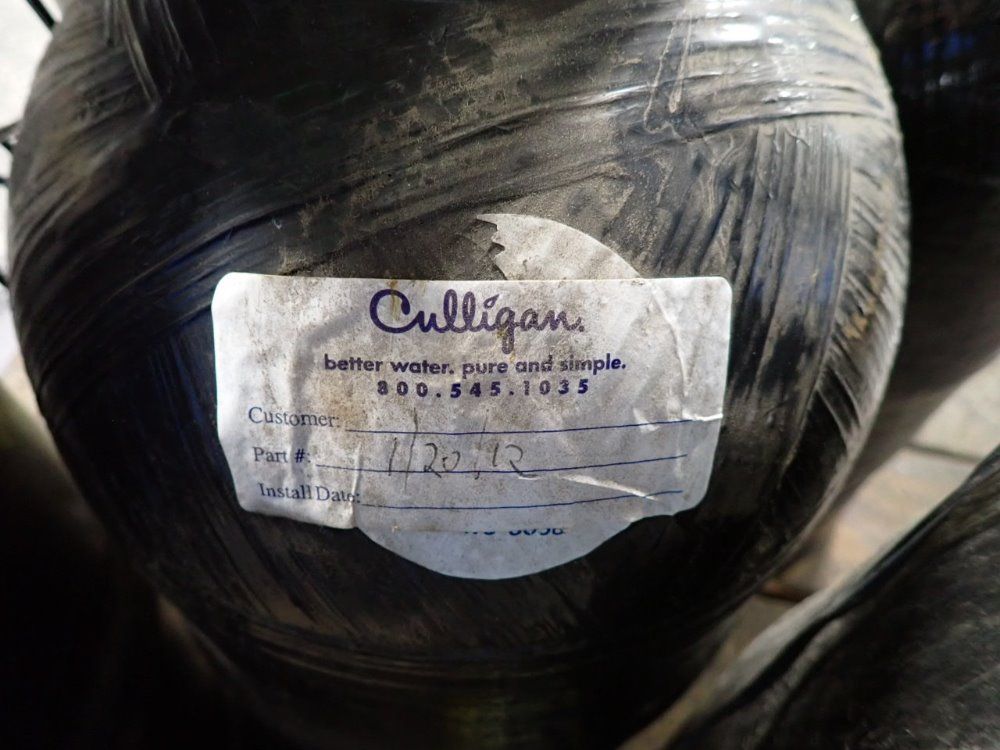 Culligan.
better water. pure and simple.
800.545.1035
Customer:
Part #: 1/20/12
Install Date: